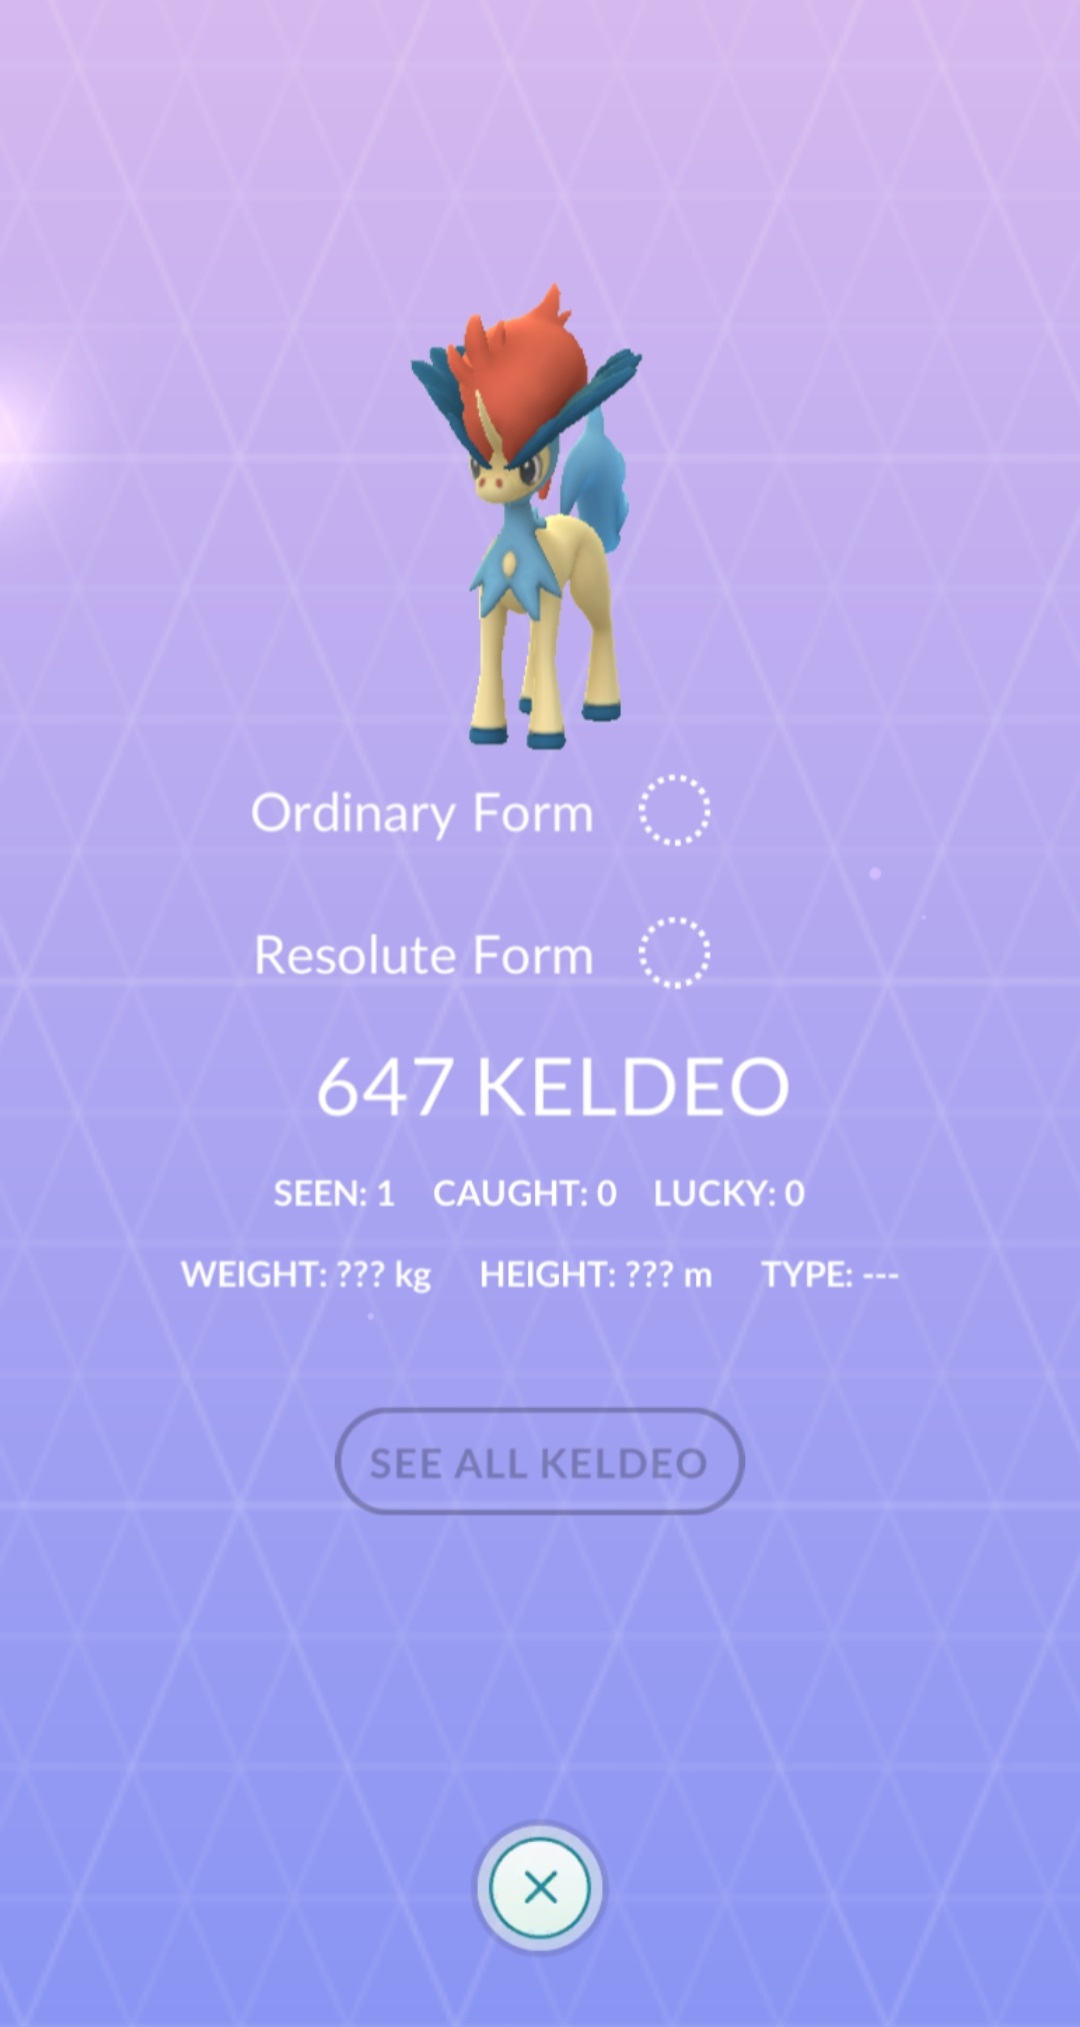 Ordinary Form
Resolute Form
647 KELDEO
SEEN: 1 CAUGHT: 0 LUCKY: 0
WEIGHT: ??? kg HEIGHT: ??? m TYPE: ---
SEE ALL KELDEO